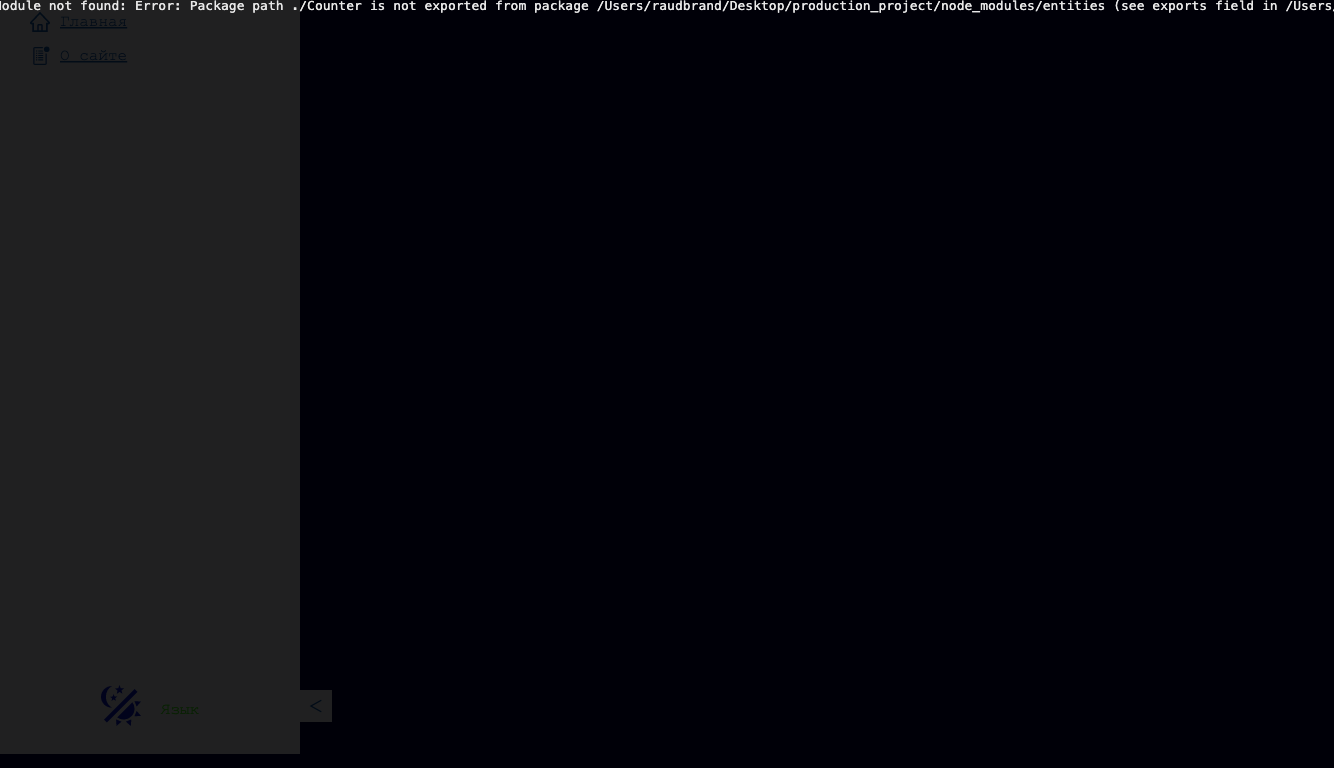 Module not found: Error: Package path ./Counter is not exported from package /Users/raudbrand/Desktop/production_project/node_modules/entities (see exports field in /Users/
Главная
О сайте
Язык
<